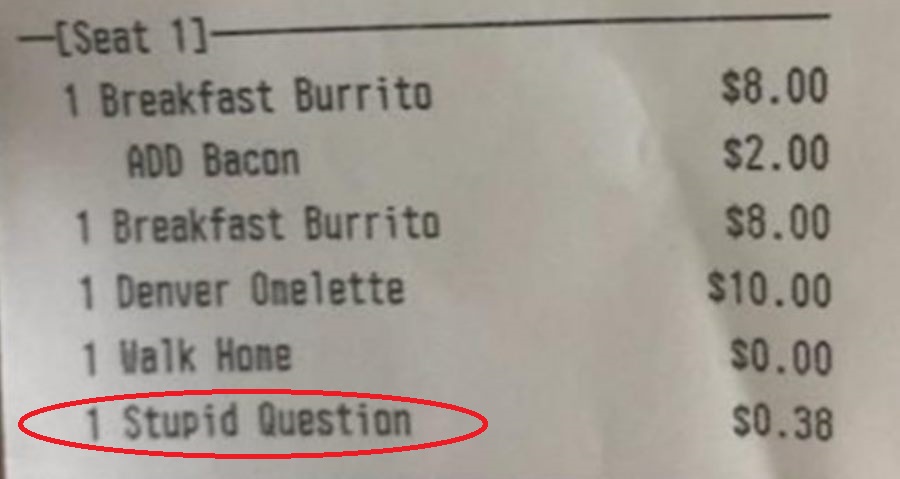 [Seat 1]
1 Breakfast Burrito $8.00
ADD Bacon $2.00
1 Breakfast Burrito $8.00
1 Denver Omelette $10.00
1 Walk Home $0.00
1 Stupid Question $0.38